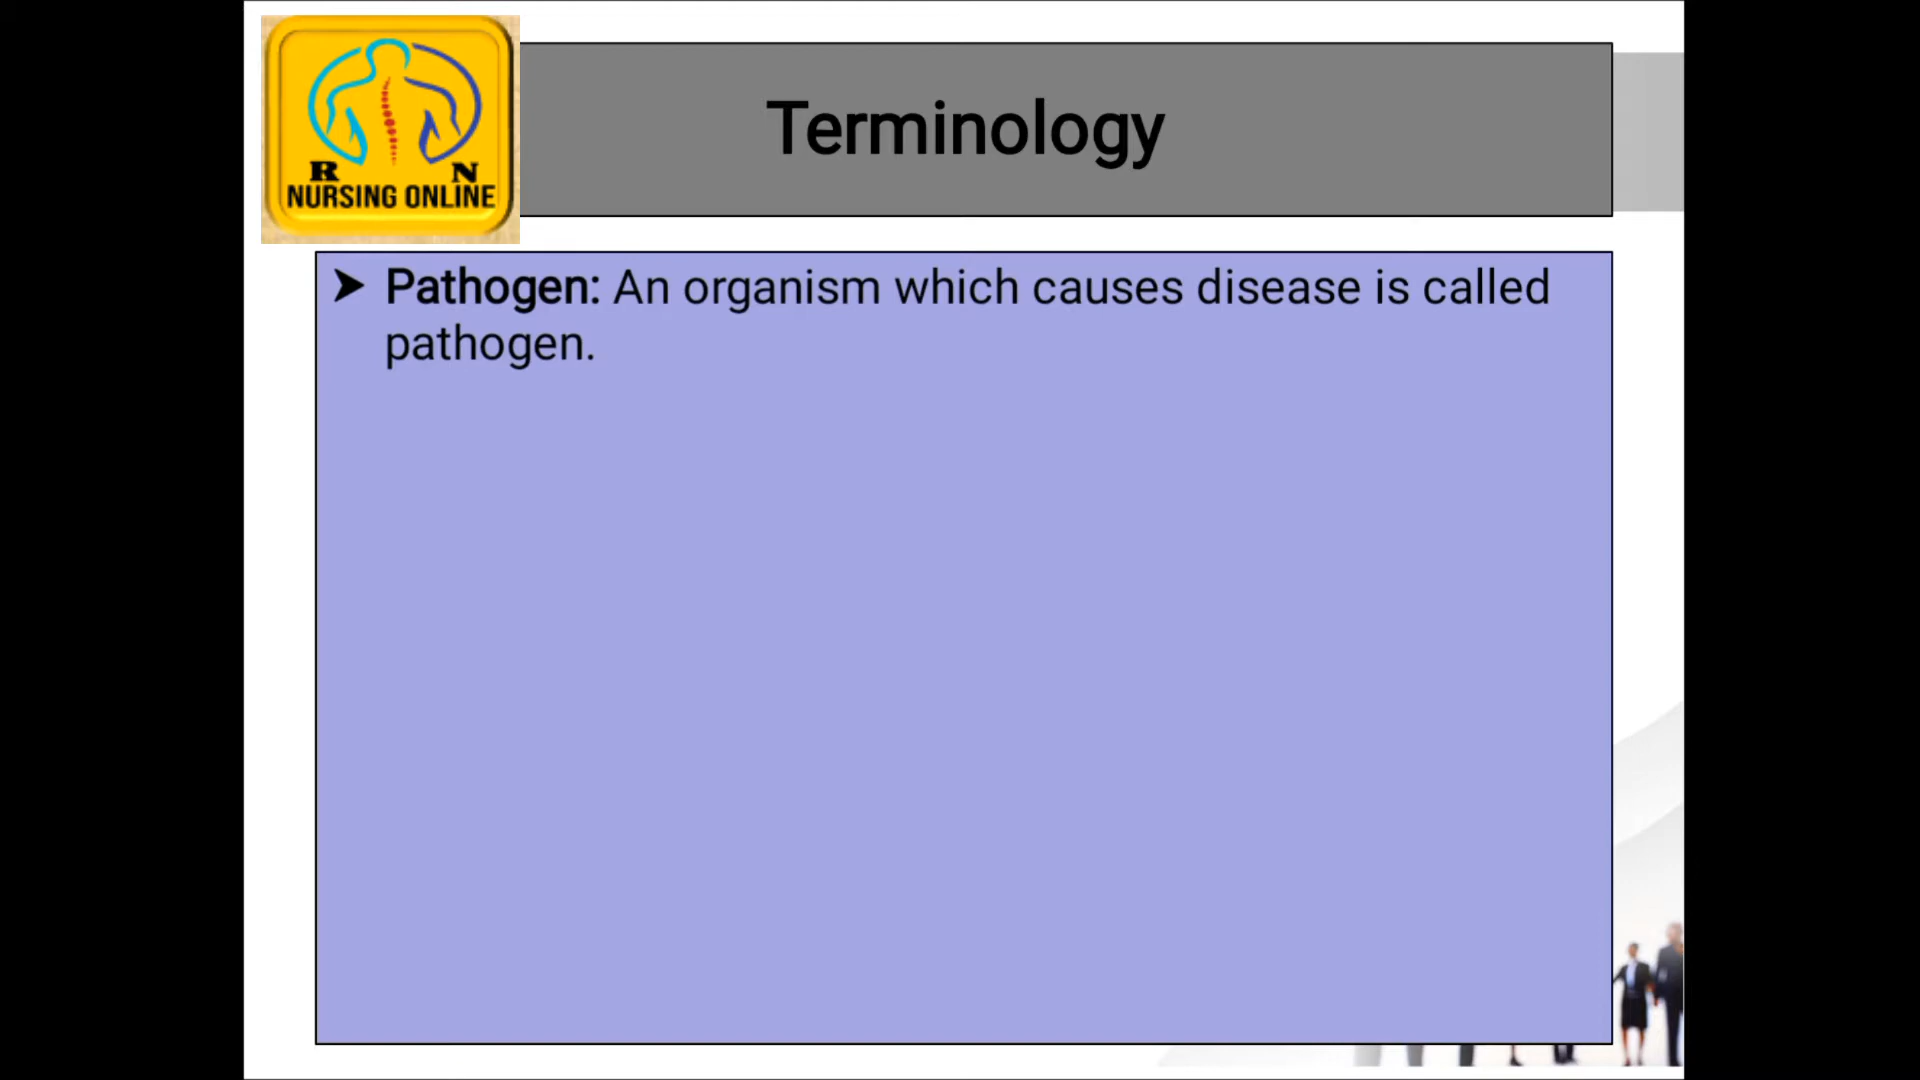 R N
NURSING ONLINE
Terminology
➤ Pathogen: An organism which causes disease is called
pathogen.